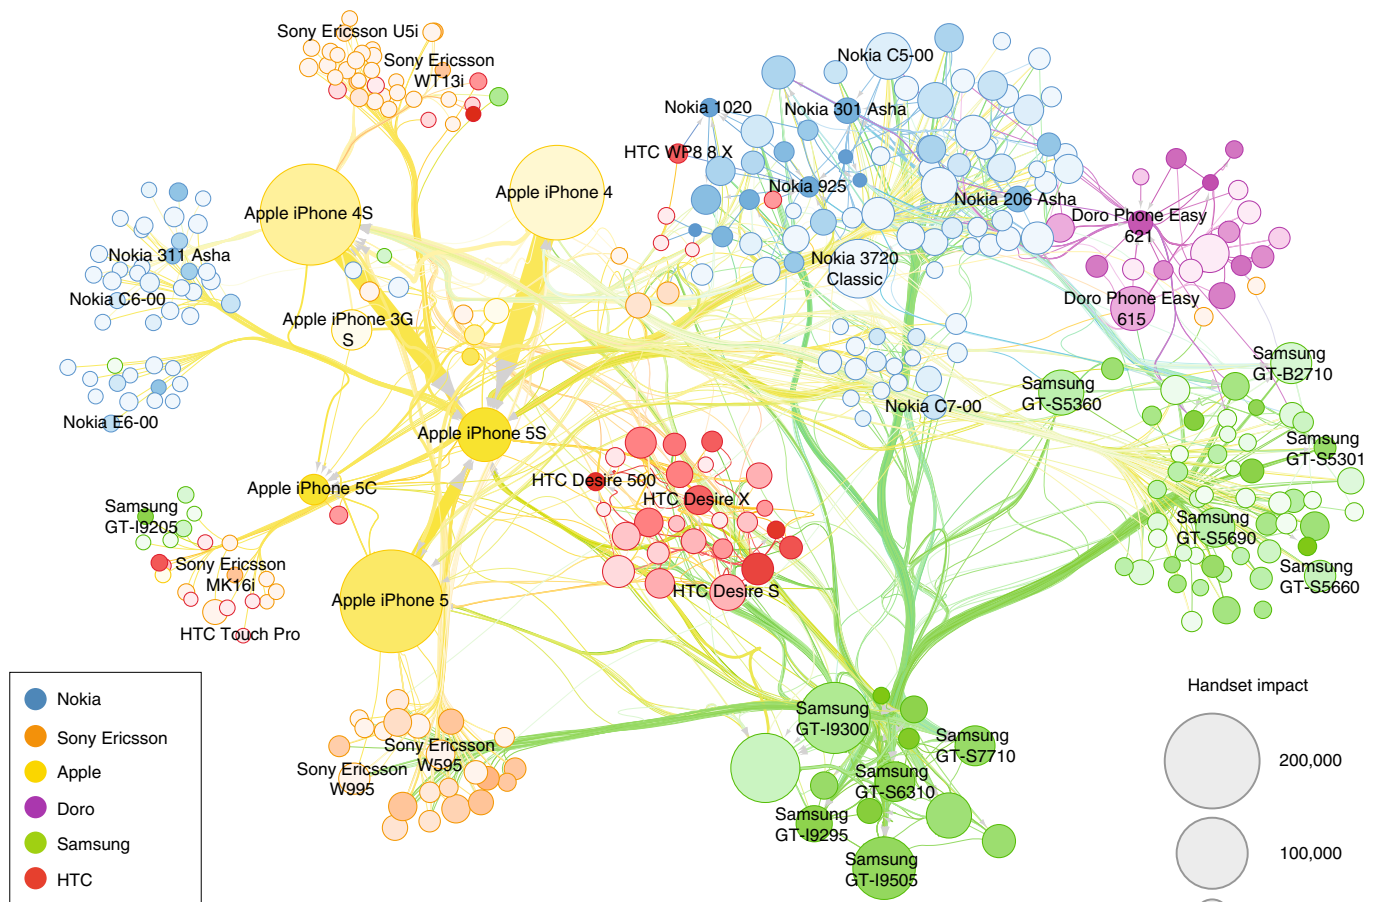 Sony Ericsson U5i
Sony Ericsson
WT13i
Nokia C5-00
Nokia 1020
Nokia 301 Asha
HTC WP8 8 X
Apple iPhone 4
Nokia 925
Nokia 206 Asha
Apple iPhone 4S
Doro Phone Easy
621
Nokia 311 Asha
Nokia 3720
Classic
Nokia C6-00
Doro Phone Easy
615
Apple iPhone 3G
S
Samsung
GT-B2710
Samsung
GT-S5360
Nokia C7-00
Nokia E6-00
Apple iPhone 5S
Samsung
GT-S5301
HTC Desire 500
Apple iPhone 5C
HTC Desire X
Samsung
GT-I9205
Samsung
GT-S5690
Sony Ericsson
MK16i
Samsung
GT-S5660
HTC Desire S
Apple iPhone 5
HTC Touch Pro
Nokia
Sony Ericsson
Apple
Doro
Samsung
HTC
Samsung
GT-I9300
Samsung
GT-S7710
Sony Ericsson
W595
Sony Ericsson
W995
Samsung
GT-S6310
Samsung
GT-I9295
Samsung
GT-I9505
Handset impact
200,000
100,000